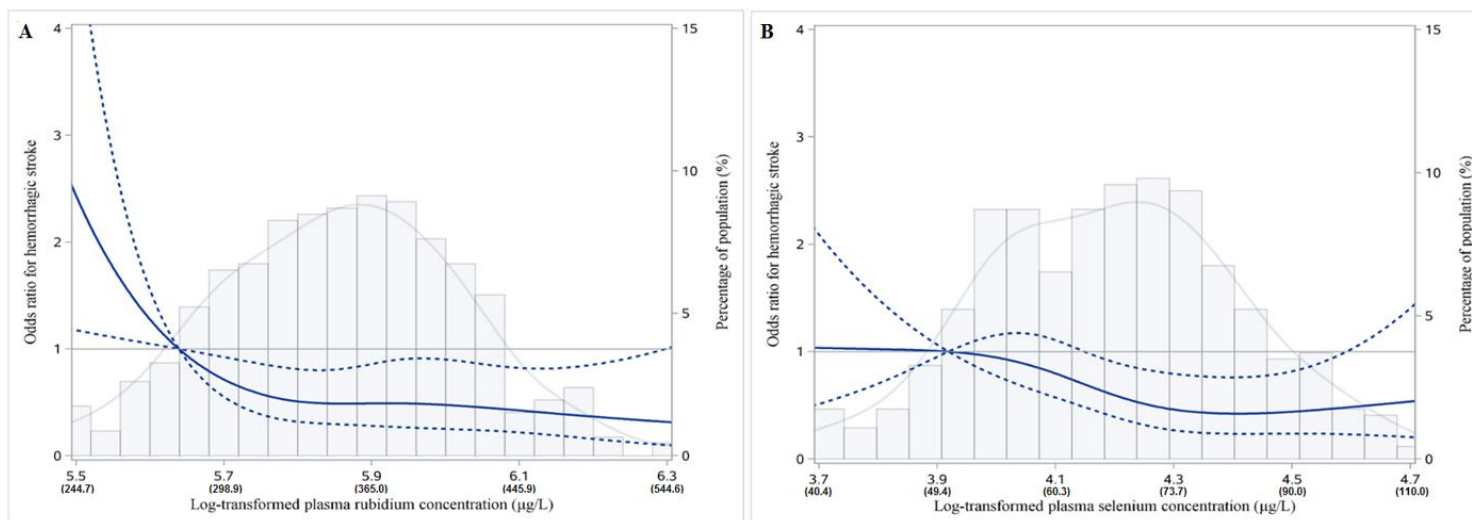 A
4
3
2
1
0
Odds ratio for hemorrhagic stroke
15
10
5
0
Percentage of population (%)
5.5 5.7 5.9 6.1 6.3
(244.7) (298.9) (365.0) (445.9) (544.6)
Log-transformed plasma rubidium concentration (μg/L)
B
4
3
2
1
0
Odds ratio for hemorrhagic stroke
15
10
5
0
Percentage of population (%)
3.7 3.9 4.1 4.3 4.5 4.7
(40.4) (49.4) (60.3) (73.7) (90.0) (110.0)
Log-transformed plasma selenium concentration (μg/L)